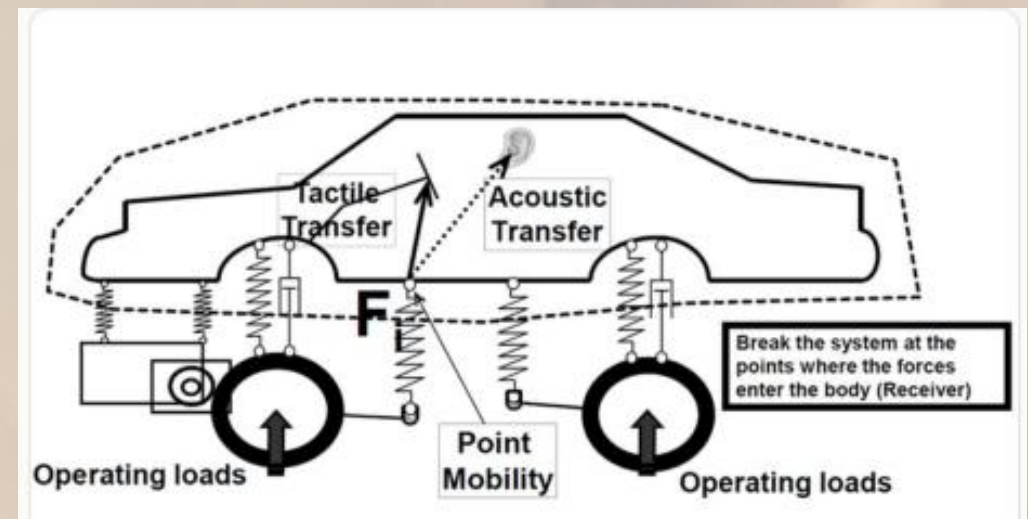 Tactile
Transfer
Acoustic
Transfer
Fi
Break the system at the
points where the forces
enter the body (Receiver)
Point
Mobility
Operating loads
Operating loads